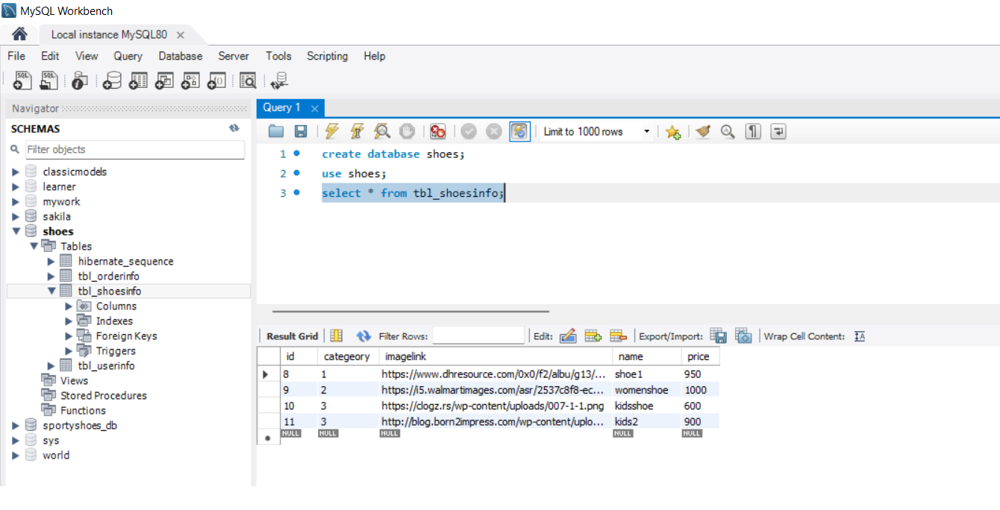 MySQL Workbench
Local instance MySQL80
File Edit View Query Database Server Tools Scripting Help
Navigator
SCHEMAS
Filter objects
classicmodels
learner
mywork
sakila
shoes
Tables
hibernate_sequence
tbl_orderinfo
tbl_shoesinfo
Columns
Indexes
Foreign Keys
Triggers
tbl_userinfo
Views
Stored Procedures
Functions
sportyshoes_db
sys
world
Query 1
Limit to 1000 rows
1 create database shoes;
2 use shoes;
3 select * from tbl_shoesinfo;
Result Grid Filter Rows: Edit: Export/Import: Wrap Cell Content:
id categeory imagelink name price
8 1 https://www.dhresource.com/0x0/f2/albu/g13/... shoe1 950
9 2 https://i5.walmartimages.com/asr/2537c8f8-ec... womenshoe 1000
10 3 https://clogz.rs/wp-content/uploads/007-1-1.png kidsshoe 600
11 3 http://blog.born2impress.com/wp-content/uplo... kids2 900
NULL NULL NULL NULL NULL